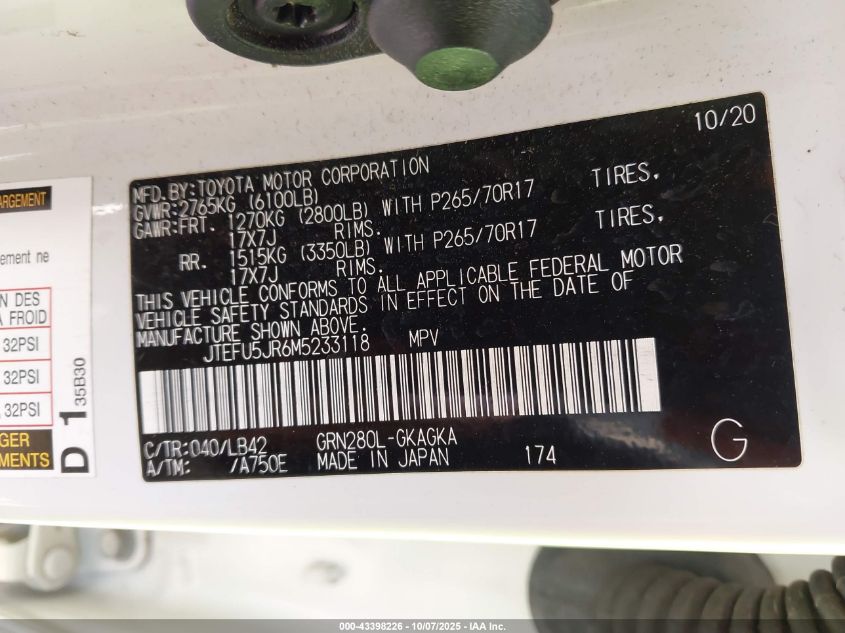 10/20
MFD.BY:TOYOTA MOTOR CORPORATION
GVWR:2765KG (6100LB)
GAWR:FRT. 1270KG (2800LB) WITH P265/70R17 TIRES,
17X7J RIMS.
RR. 1515KG (3350LB) WITH P265/70R17 TIRES,
17X7J RIMS.
THIS VEHICLE CONFORMS TO ALL APPLICABLE FEDERAL MOTOR
VEHICLE SAFETY STANDARDS IN EFFECT ON THE DATE OF
MANUFACTURE SHOWN ABOVE.
JTEFU5JR6M5233118 MPV
C/TR:040/LB42 GRN280L-GKAGKA
A/TM: /A750E MADE IN JAPAN 174
G
ARGEMENT
ement ne
N DES
A FROID
32PSI
32PSI
, 32PSI
GER
EMENTS
D 1 35B30
000-43398226 - 10/07/2025 - IAA Inc.